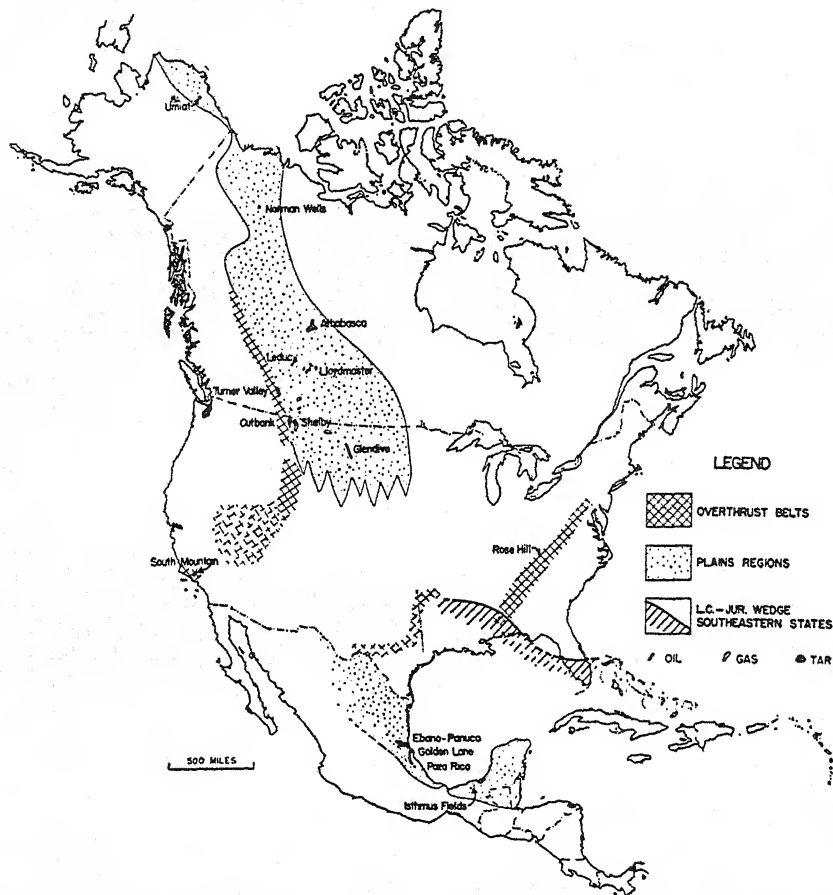 Umiat
Norman Wells
Athabasca
Leduc
Lloydmaster
Turner Valley
Cutbank
Shelby
Glendive
LEGEND
OVERTHRUST BELTS
Rose Hill
South Mountain
PLAINS REGIONS
L.C.–JUR. WEDGE
SOUTHEASTERN STATES
OIL GAS TAR
Ebano-Panuco
Golden Lane
Poza Rica
500 MILES
Isthmus Fields